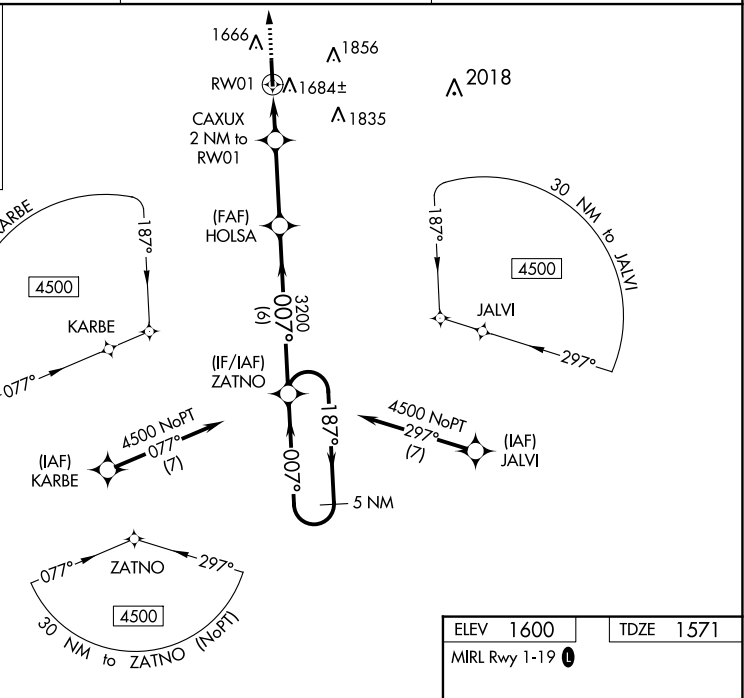 1666
1856
RW01
1684±
2018
CAXUX
2 NM to
RW01
1835
KARBE
30 NM to JALVI
187°
187°
(FAF)
HOLSA
4500
4500
KARBE
JALVI
3200
007°
(6)
077°
297°
(IF/IAF)
ZATNO
187°
4500 NoPT
077°
(7)
4500 NoPT
297°
(7)
(IAF)
KARBE
(IAF)
JALVI
007°
5 NM
077°
ZATNO
297°
4500
30 NM to ZATNO (NoPT)
ELEV 1600
TDZE 1571
MIRL Rwy 1-19 L